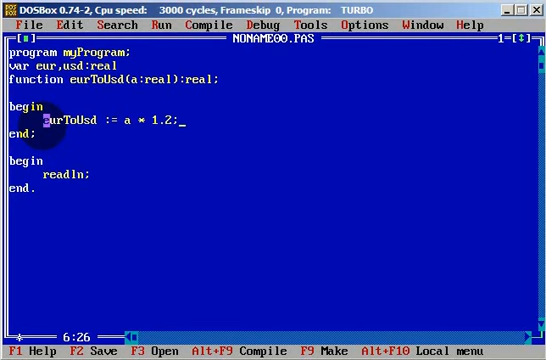 DOSBox 0.74-2, Cpu speed: 3000 cycles, Frameskip 0, Program: TURBO
File Edit Search Run Compile Debug Tools Options Window Help
NONAME00.PAS 1=[↕]
program myProgram;
var eur,usd:real
function eurToUsd(a:real):real;
begin
eurToUsd := a * 1.2;_
end;
begin
readln;
end.
* 6:26
F1 Help F2 Save F3 Open Alt+F9 Compile F9 Make Alt+F10 Local menu